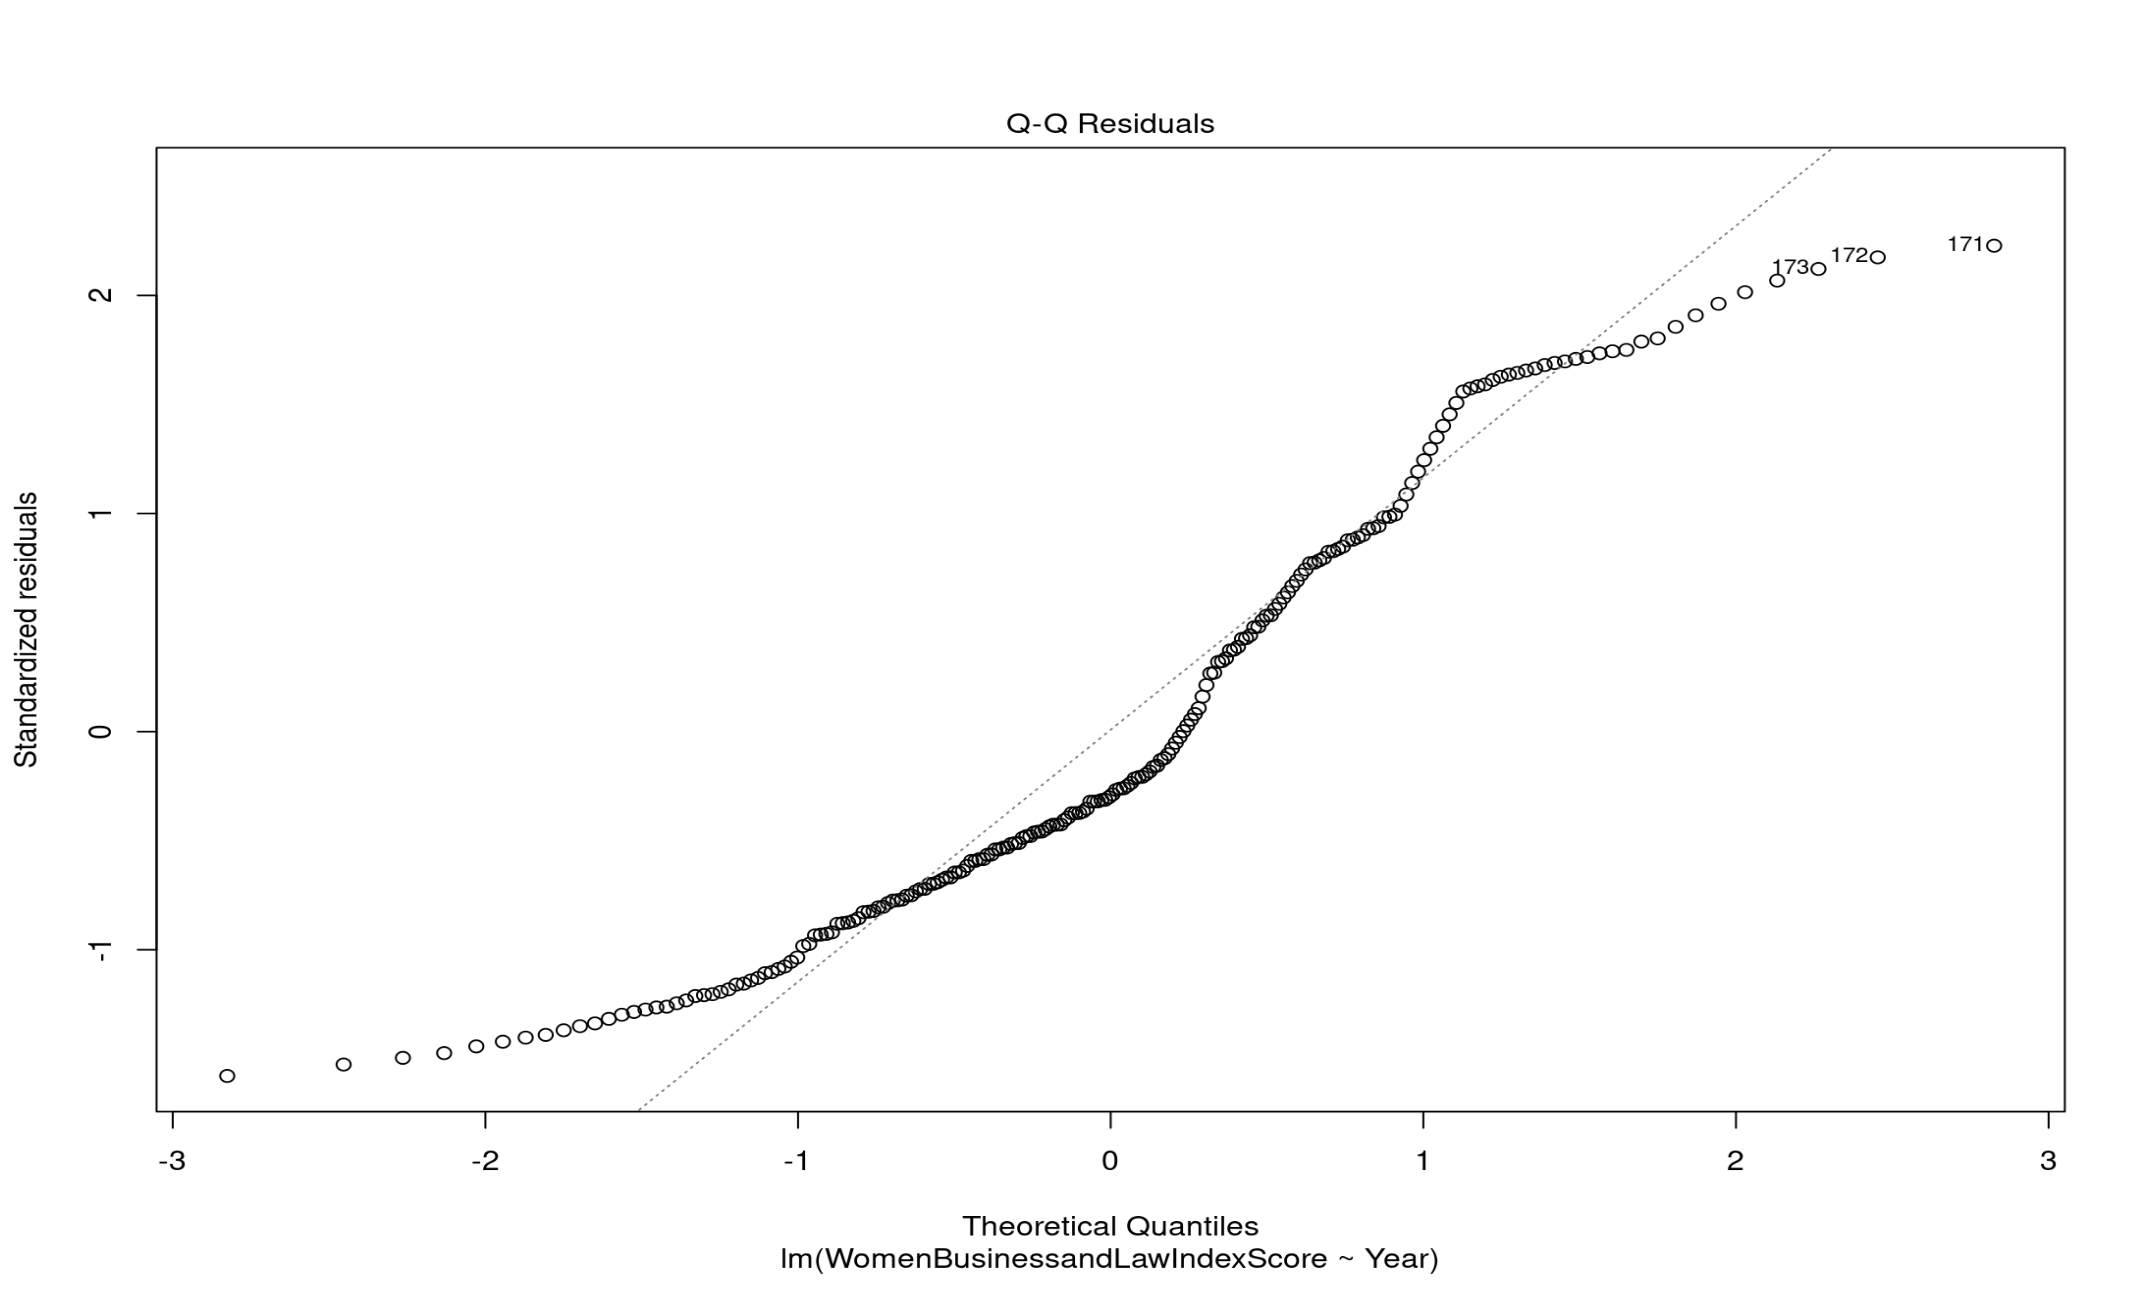 Q-Q Residuals
171
172
173
2
1
0
-1
Standardized residuals
-3 -2 -1 0 1 2 3
Theoretical Quantiles
lm(WomenBusinessandLawIndexScore ~ Year)